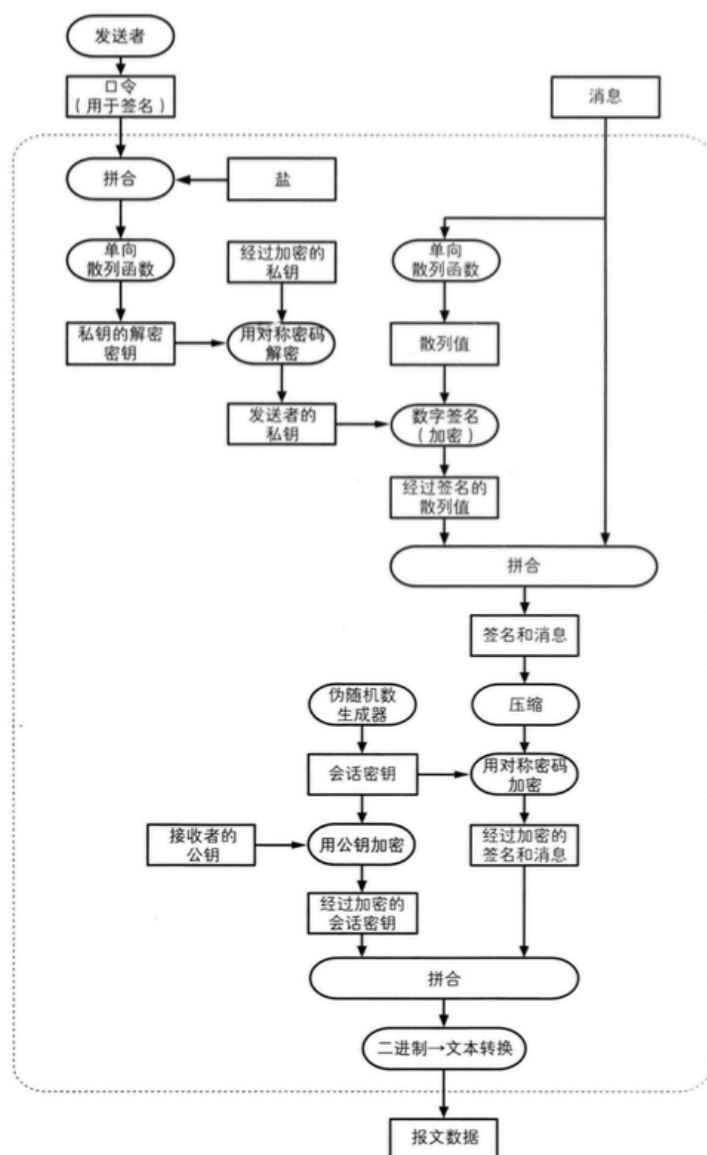 发送者
口令
（用于签名）
消息
拼合
盐
单向
散列函数
经过加密的
私钥
单向
散列函数
私钥的解密
密钥
用对称密码
解密
散列值
发送者的
私钥
数字签名
（加密）
经过签名的
散列值
拼合
签名和消息
伪随机数
生成器
压缩
会话密钥
用对称密码
加密
接收者的
公钥
用公钥加密
经过加密的
签名和消息
经过加密的
会话密钥
拼合
二进制→文本转换
报文数据